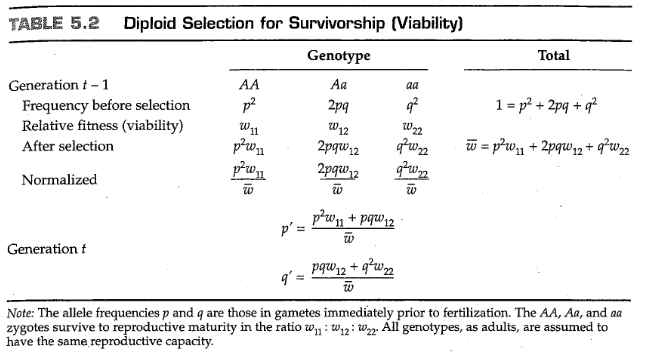 TABLE 5.2 Diploid Selection for Survivorship (Viability)
Genotype Total
Generation t – 1 AA Aa aa
Frequency before selection p² 2pq q² 1 = p² + 2pq + q²
Relative fitness (viability) w₁₁ w₁₂ w₂₂
After selection p²w₁₁ 2pqw₁₂ q²w₂₂ w̅ = p²w₁₁ + 2pqw₁₂ + q²w₂₂
Normalized p²w₁₁/w̅ 2pqw₁₂/w̅ q²w₂₂/w̅
p′ = (p²w₁₁ + pqw₁₂)/w̅
Generation t
q′ = (pqw₁₂ + q²w₂₂)/w̅
Note: The allele frequencies p and q are those in gametes immediately prior to fertilization. The AA, Aa, and aa
zygotes survive to reproductive maturity in the ratio w₁₁ : w₁₂ : w₂₂. All genotypes, as adults, are assumed to
have the same reproductive capacity.